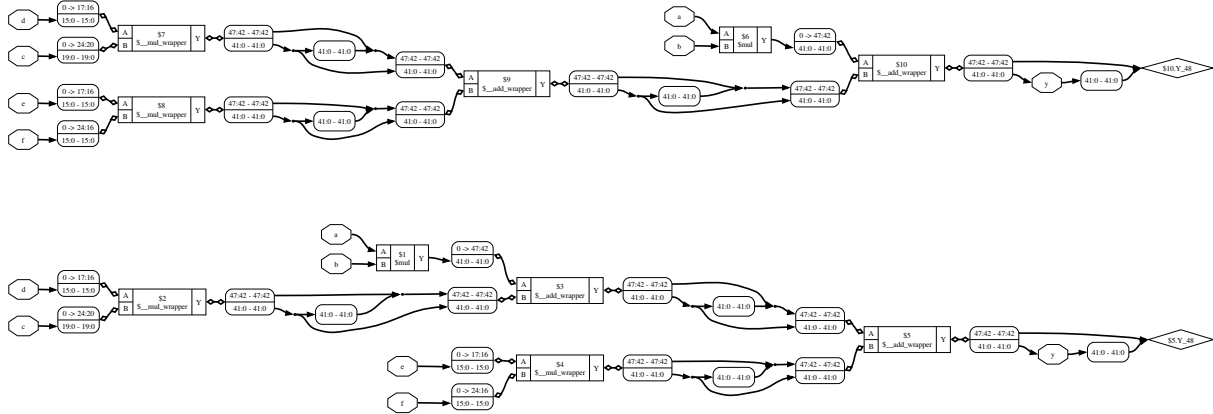 d
0 -> 17:16
15:0 - 15:0
c
0 -> 24:20
19:0 - 19:0
A
B
$7
$__mul_wrapper
Y
47:42 - 47:42
41:0 - 41:0
41:0 - 41:0
47:42 - 47:42
41:0 - 41:0
e
0 -> 17:16
15:0 - 15:0
f
0 -> 24:16
15:0 - 15:0
A
B
$8
$__mul_wrapper
Y
47:42 - 47:42
41:0 - 41:0
41:0 - 41:0
47:42 - 47:42
41:0 - 41:0
A
B
$9
$__add_wrapper
Y
47:42 - 47:42
41:0 - 41:0
41:0 - 41:0
47:42 - 47:42
41:0 - 41:0
a
b
A
B
$6
$mul
Y
0 -> 47:42
41:0 - 41:0
A
B
$10
$__add_wrapper
Y
47:42 - 47:42
41:0 - 41:0
y
41:0 - 41:0
$10.Y_48
a
b
A
B
$1
$mul
Y
0 -> 47:42
41:0 - 41:0
d
0 -> 17:16
15:0 - 15:0
c
0 -> 24:20
19:0 - 19:0
A
B
$2
$__mul_wrapper
Y
47:42 - 47:42
41:0 - 41:0
41:0 - 41:0
47:42 - 47:42
41:0 - 41:0
A
B
$3
$__add_wrapper
Y
47:42 - 47:42
41:0 - 41:0
41:0 - 41:0
47:42 - 47:42
41:0 - 41:0
e
0 -> 17:16
15:0 - 15:0
f
0 -> 24:16
15:0 - 15:0
A
B
$4
$__mul_wrapper
Y
47:42 - 47:42
41:0 - 41:0
41:0 - 41:0
47:42 - 47:42
41:0 - 41:0
A
B
$5
$__add_wrapper
Y
47:42 - 47:42
41:0 - 41:0
y
41:0 - 41:0
$5.Y_48